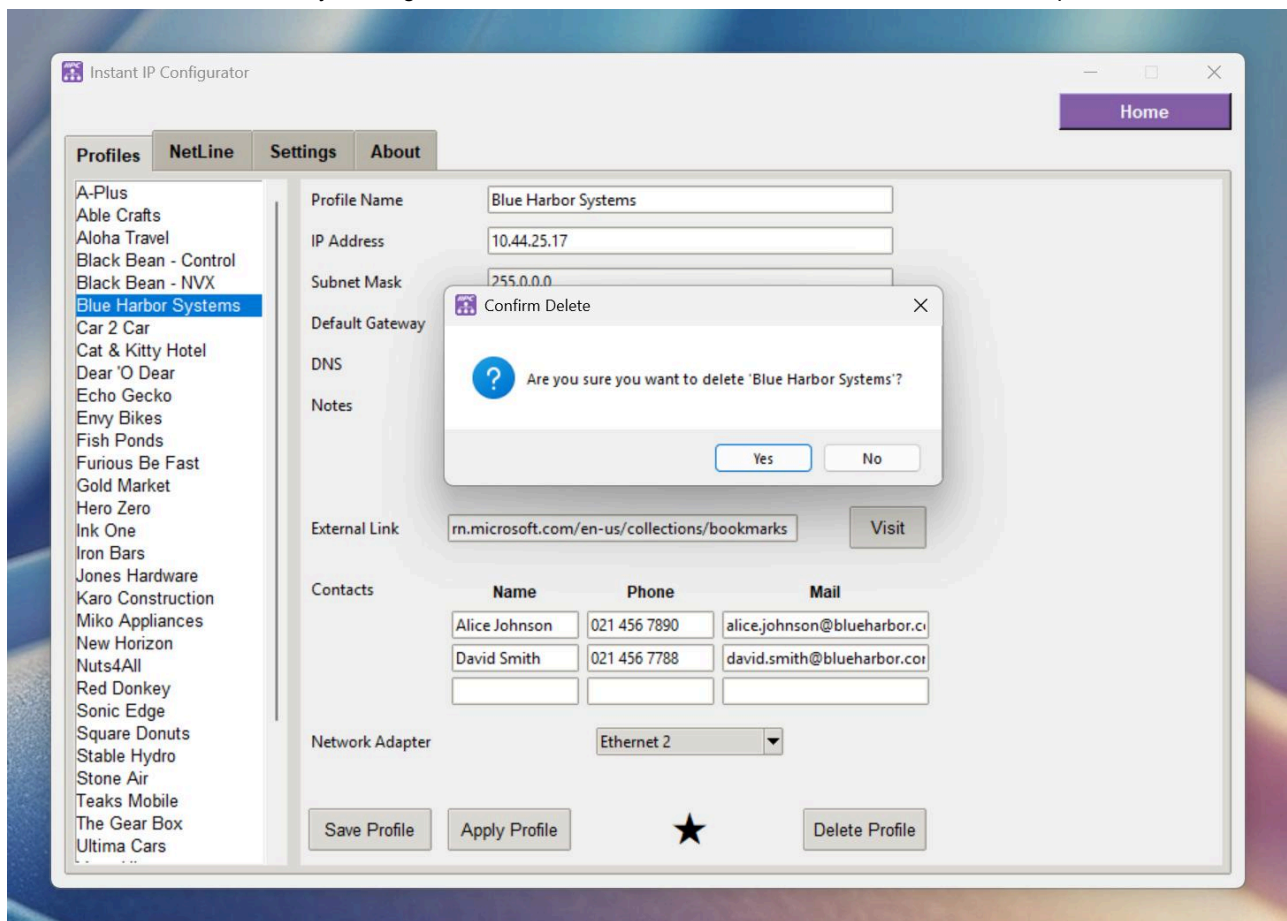 Instant IP Configurator
Home
Profiles NetLine Settings About
A-Plus
Able Crafts
Aloha Travel
Black Bean - Control
Black Bean - NVX
Blue Harbor Systems
Car 2 Car
Cat & Kitty Hotel
Dear 'O Dear
Echo Gecko
Envy Bikes
Fish Ponds
Furious Be Fast
Gold Market
Hero Zero
Ink One
Iron Bars
Jones Hardware
Karo Construction
Miko Appliances
New Horizon
Nuts4All
Red Donkey
Sonic Edge
Square Donuts
Stable Hydro
Stone Air
Teaks Mobile
The Gear Box
Ultima Cars
Profile Name Blue Harbor Systems
IP Address 10.44.25.17
Subnet Mask 255.0.0.0
Default Gateway
DNS
Notes
Confirm Delete
Are you sure you want to delete 'Blue Harbor Systems'?
Yes No
External Link rn.microsoft.com/en-us/collections/bookmarks Visit
Contacts Name Phone Mail
Alice Johnson 021 456 7890 alice.johnson@blueharbor.c
David Smith 021 456 7788 david.smith@blueharbor.co
Network Adapter Ethernet 2
Save Profile Apply Profile ★ Delete Profile